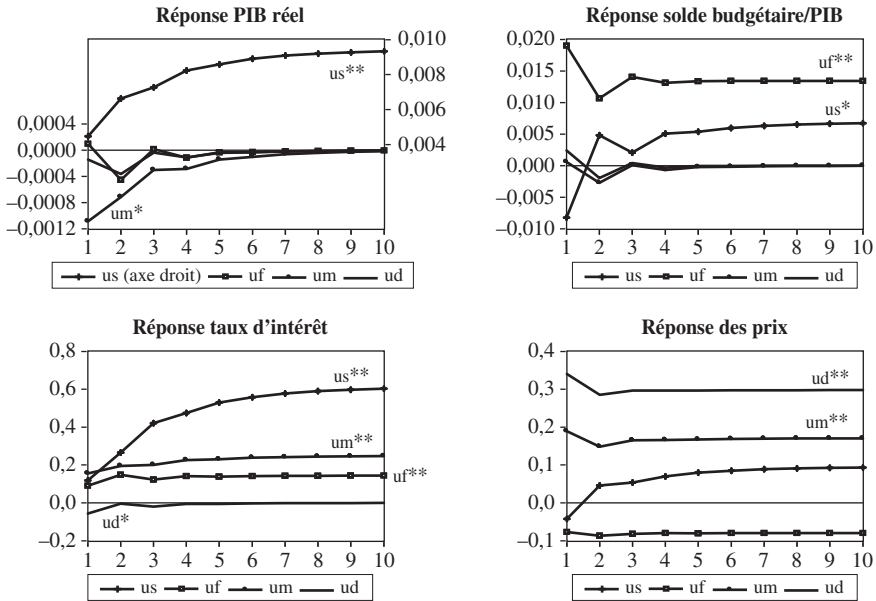 Réponse PIB réel
0,0004
0,0000
–0,0004
–0,0008
–0,0012
0,010
0,008
0,006
0,004
us**
um*
1 2 3 4 5 6 7 8 9 10
us (axe droit) uf um ud
Réponse solde budgétaire/PIB
0,020
0,015
0,010
0,005
0,000
–0,005
–0,010
uf**
us*
1 2 3 4 5 6 7 8 9 10
us uf um ud
Réponse taux d’intérêt
0,8
0,6
0,4
0,2
0,0
–0,2
us**
um**
uf**
ud*
1 2 3 4 5 6 7 8 9 10
us uf um ud
Réponse des prix
0,4
0,3
0,2
0,1
0,0
–0,1
ud**
um**
1 2 3 4 5 6 7 8 9 10
us uf um ud